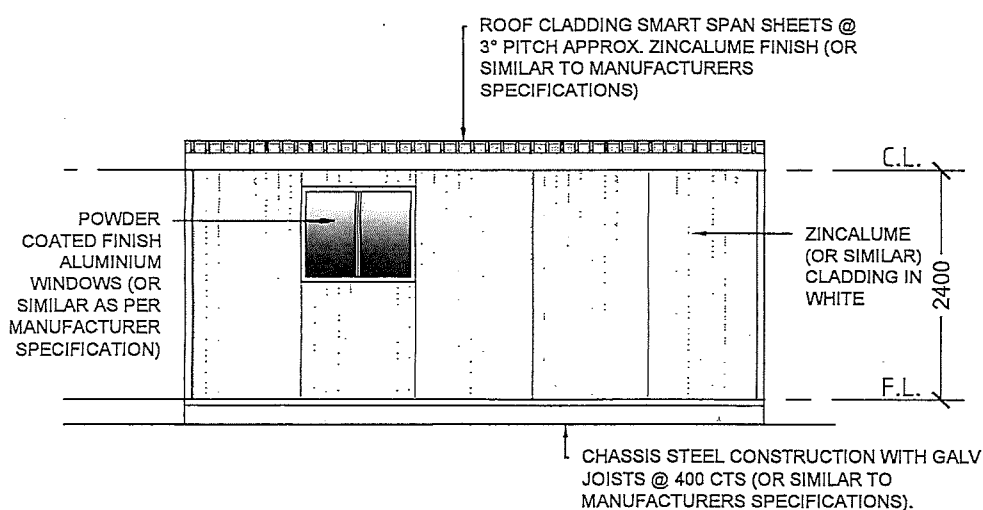 ROOF CLADDING SMART SPAN SHEETS @
3° PITCH APPROX. ZINCALUME FINISH (OR
SIMILAR TO MANUFACTURERS
SPECIFICATIONS)
C.L.
POWDER
COATED FINISH
ALUMINIUM
WINDOWS (OR
SIMILAR AS PER
MANUFACTURER
SPECIFICATION)
ZINCALUME
(OR SIMILAR)
CLADDING IN
WHITE
2400
F.L.
CHASSIS STEEL CONSTRUCTION WITH GALV
JOISTS @ 400 CTS (OR SIMILAR TO
MANUFACTURERS SPECIFICATIONS).